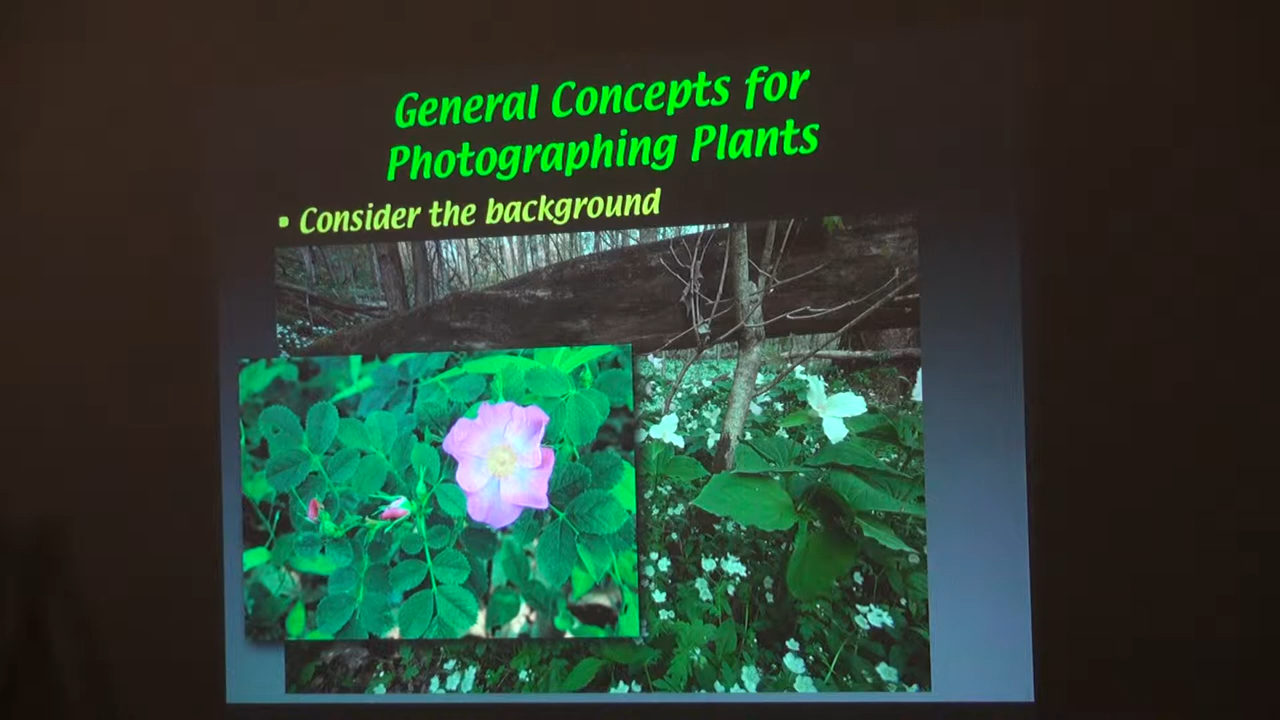 General Concepts for
Photographing Plants
• Consider the background